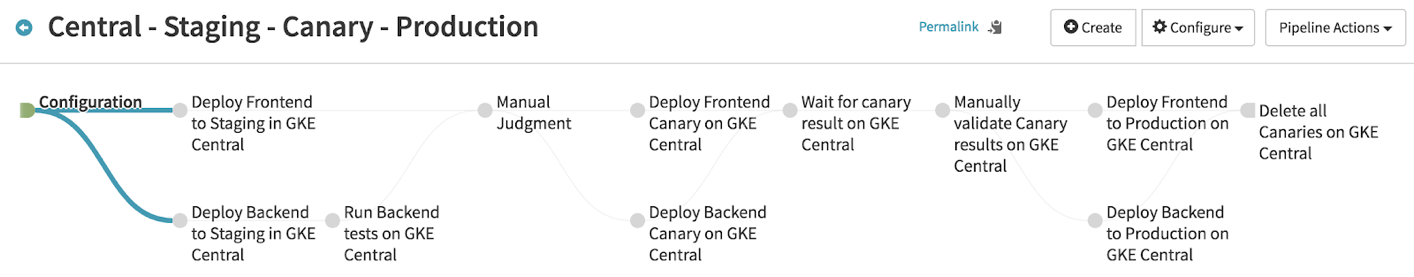 Central - Staging - Canary - Production
Permalink
Create
Configure
Pipeline Actions
Configuration
Deploy Frontend
to Staging in GKE
Central
Manual
Judgment
Deploy Frontend
Canary on GKE
Central
Wait for canary
result on GKE
Central
Manually
validate Canary
results on GKE
Central
Deploy Frontend
to Production on
GKE Central
Delete all
Canaries on GKE
Central
Deploy Backend
to Staging in GKE
Central
Run Backend
tests on GKE
Central
Deploy Backend
Canary on GKE
Central
Deploy Backend
to Production on
GKE Central